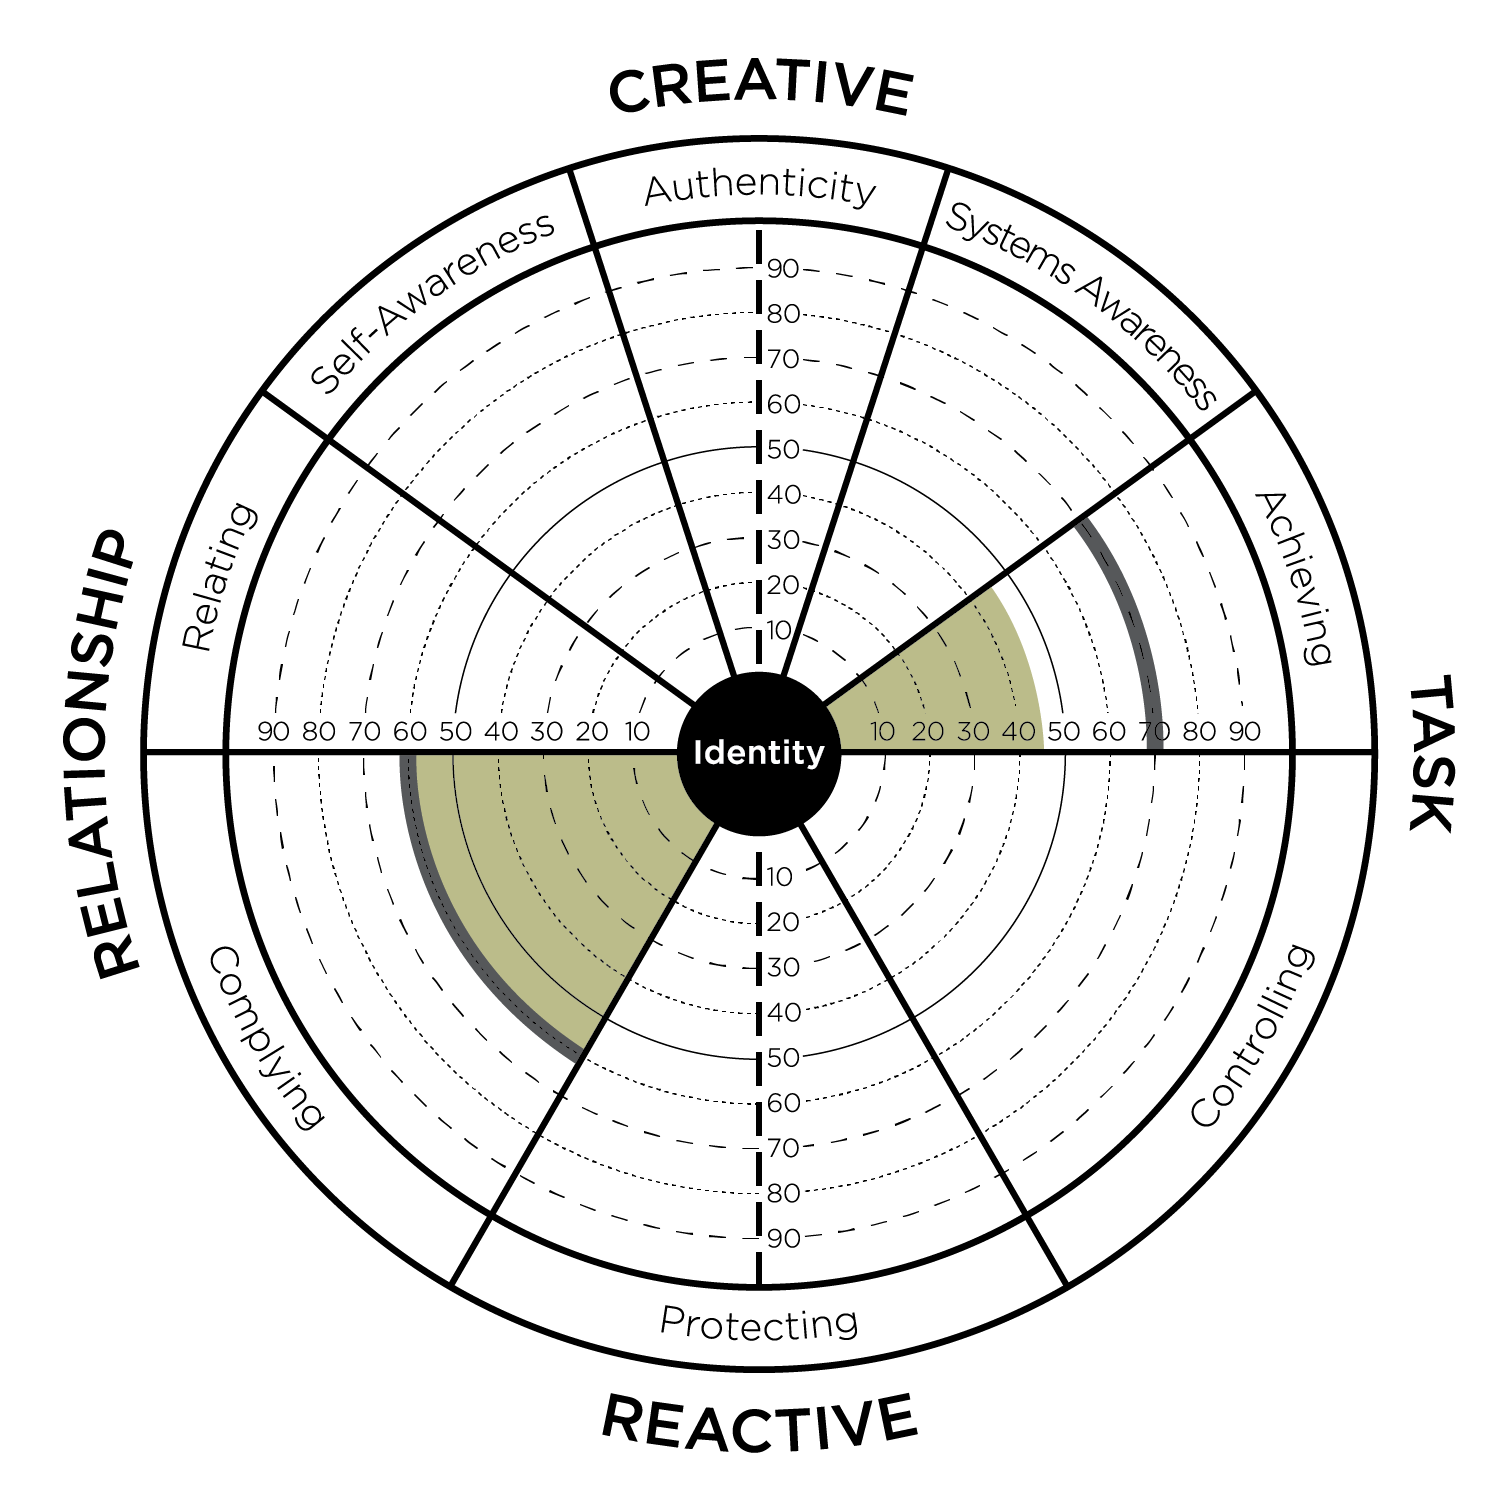 CREATIVE
Authenticity
Self-Awareness
Systems Awareness
Relating
Achieving
RELATIONSHIP
TASK
90
80
70
60
50
40
30
20
10
90 80 70 60 50 40 30 20 10
10 20 30 40 50 60 70 80 90
Identity
10
20
30
40
50
60
70
80
90
Complying
Controlling
Protecting
REACTIVE